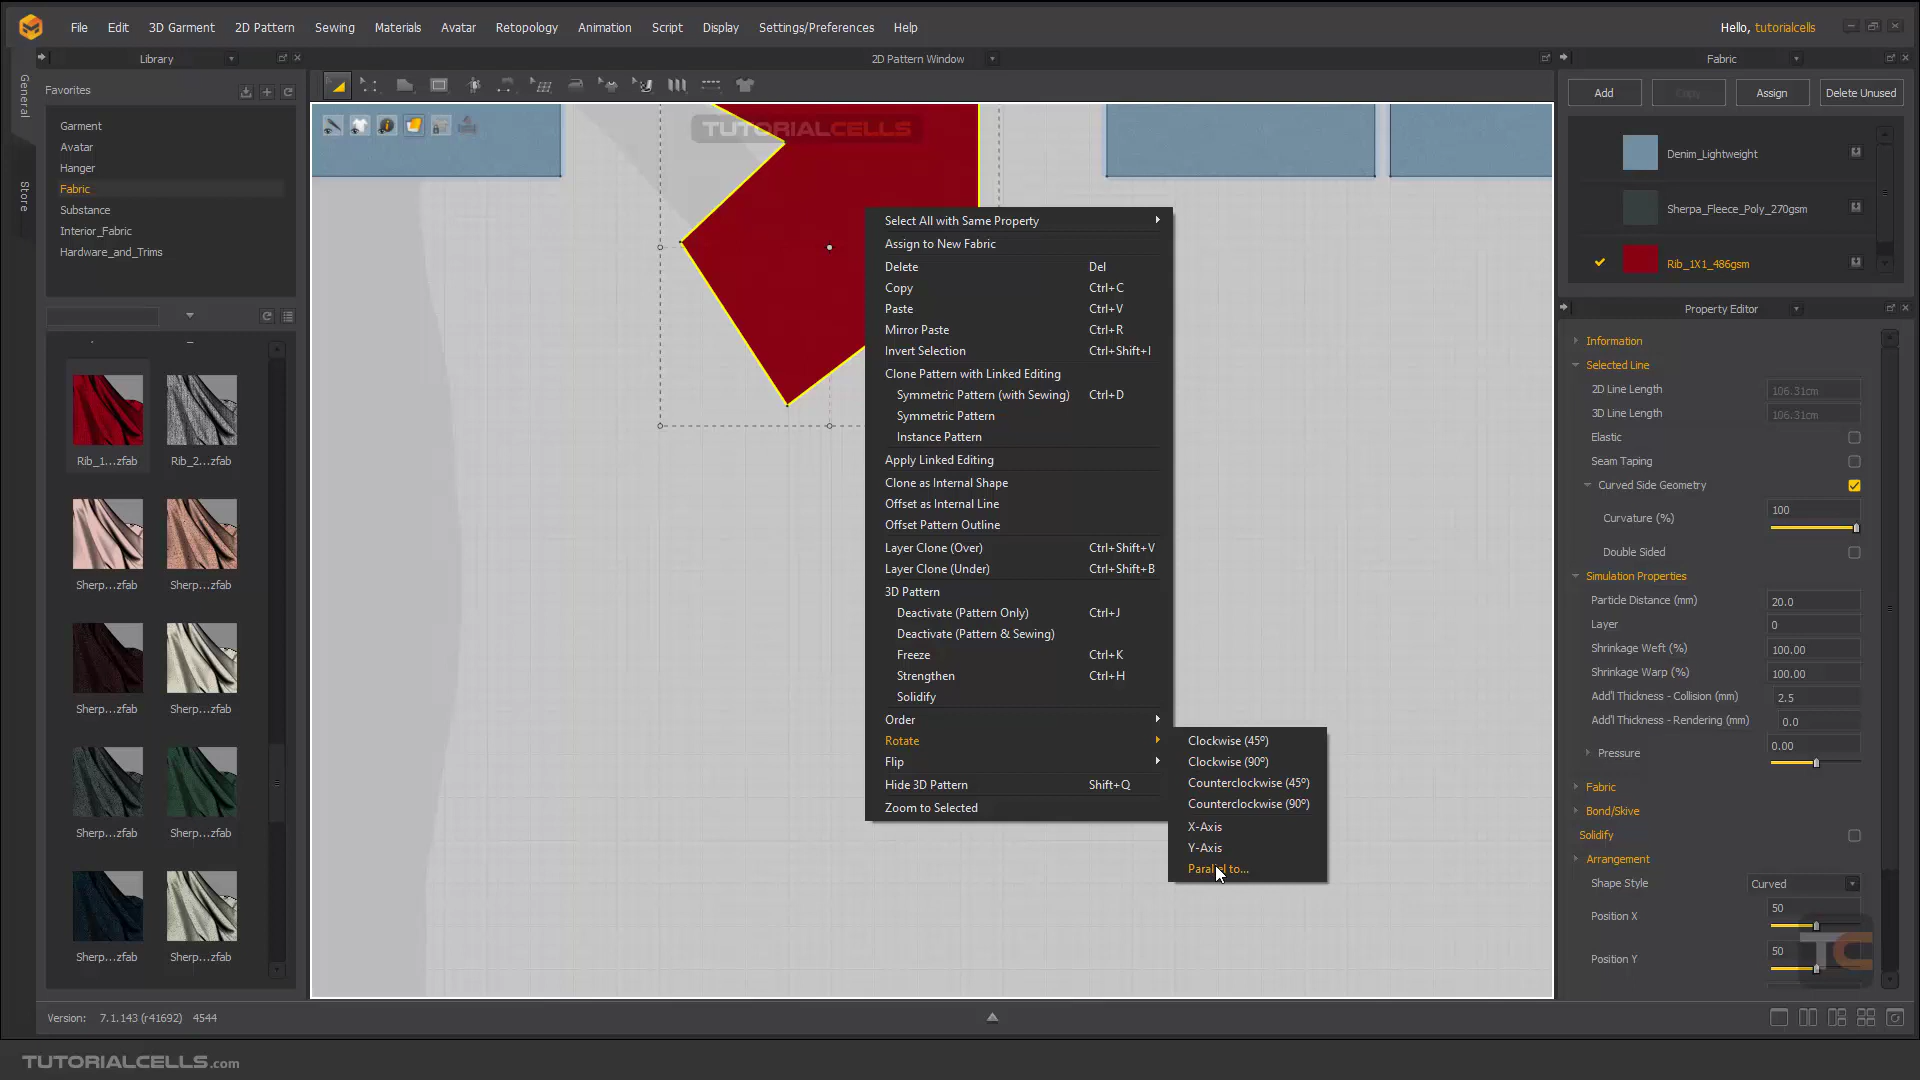 File Edit 3D Garment 2D Pattern Sewing Materials Avatar Retopology Animation Script Display Settings/Preferences Help
Hello, tutorialcells
Library
2D Pattern Window
Fabric
General
Store
Favorites
Garment
Avatar
Hanger
Fabric
Substance
Interior_Fabric
Hardware_and_Trims
Rib_1...zfab
Rib_2...zfab
Sherp...zfab
Sherp...zfab
Sherp...zfab
Sherp...zfab
Sherp...zfab
Sherp...zfab
Sherp...zfab
Sherp...zfab
TUTORIALCELLS
Select All with Same Property
Assign to New Fabric
Delete Del
Copy Ctrl+C
Paste Ctrl+V
Mirror Paste Ctrl+R
Invert Selection Ctrl+Shift+I
Clone Pattern with Linked Editing
Symmetric Pattern (with Sewing) Ctrl+D
Symmetric Pattern
Instance Pattern
Apply Linked Editing
Clone as Internal Shape
Offset as Internal Line
Offset Pattern Outline
Layer Clone (Over) Ctrl+Shift+V
Layer Clone (Under) Ctrl+Shift+B
3D Pattern
Deactivate (Pattern Only) Ctrl+J
Deactivate (Pattern & Sewing)
Freeze Ctrl+K
Strengthen Ctrl+H
Solidify
Order
Rotate
Flip
Hide 3D Pattern Shift+Q
Zoom to Selected
Clockwise (45º)
Clockwise (90º)
Counterclockwise (45º)
Counterclockwise (90º)
X-Axis
Y-Axis
Parallel to...
Add Copy Assign Delete Unused
Denim_Lightweight
Sherpa_Fleece_Poly_270gsm
Rib_1X1_486gsm
Property Editor
Information
Selected Line
2D Line Length 106.31cm
3D Line Length 106.31cm
Elastic
Seam Taping
Curved Side Geometry
Curvature (%) 100
Double Sided
Simulation Properties
Particle Distance (mm) 20.0
Layer 0
Shrinkage Weft (%) 100.00
Shrinkage Warp (%) 100.00
Add'l Thickness - Collision (mm) 2.5
Add'l Thickness - Rendering (mm) 0.0
Pressure 0.00
Fabric
Bond/Skive
Solidify
Arrangement
Shape Style Curved
Position X 50
Position Y 50
TC
Version: 7.1.143 (r41692) 4544
TUTORIALCELLS.com